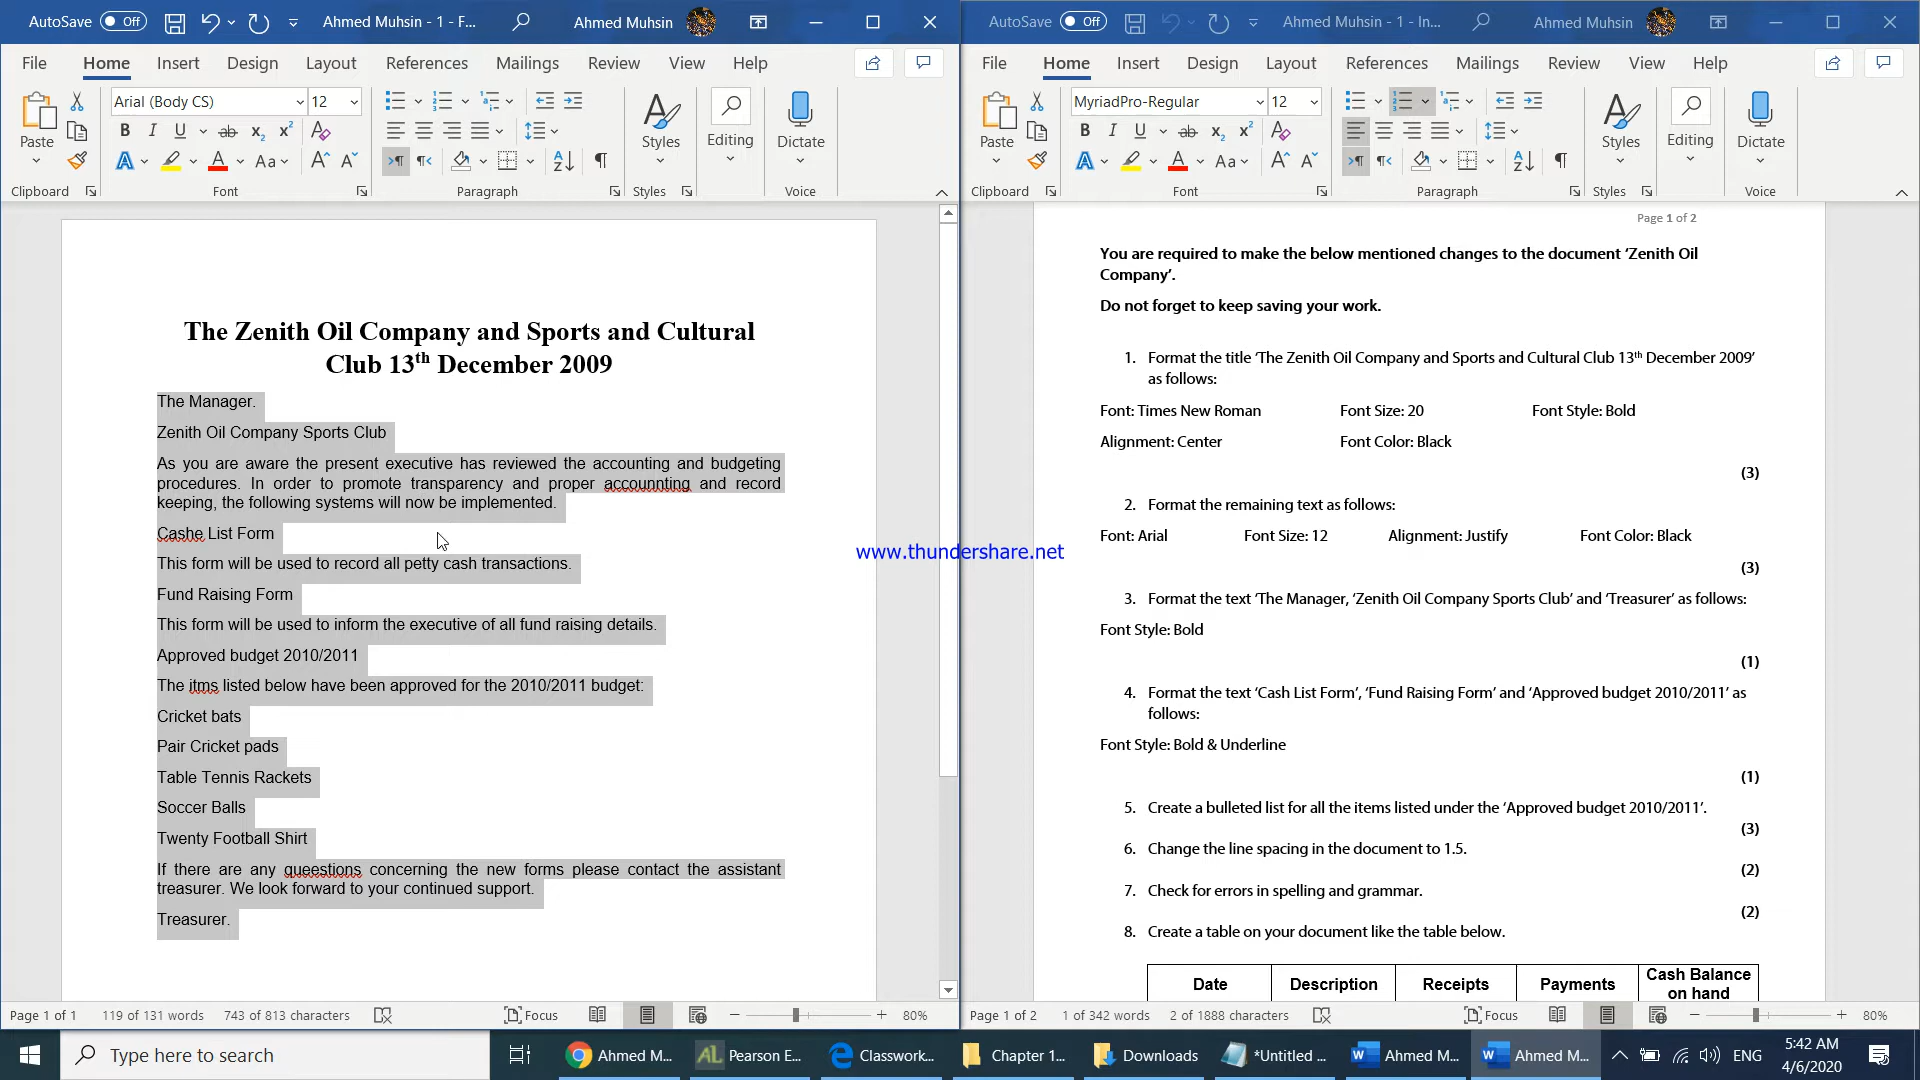 AutoSave Off Ahmed Muhsin - 1 - F... Ahmed Muhsin
File Home Insert Design Layout References Mailings Review View Help
Arial (Body CS) 12
Paste Styles Editing Dictate
Clipboard Font Paragraph Styles Voice
The Zenith Oil Company and Sports and Cultural
Club 13th December 2009
The Manager.
Zenith Oil Company Sports Club
As you are aware the present executive has reviewed the accounting and budgeting
procedures. In order to promote transparency and proper accounnting and record
keeping, the following systems will now be implemented.
Cashe List Form
This form will be used to record all petty cash transactions.
Fund Raising Form
This form will be used to inform the executive of all fund raising details.
Approved budget 2010/2011
The itms listed below have been approved for the 2010/2011 budget:
Cricket bats
Pair Cricket pads
Table Tennis Rackets
Soccer Balls
Twenty Football Shirt
If there are any queestions concerning the new forms please contact the assistant
treasurer. We look forward to your continued support.
Treasurer.
Page 1 of 1 119 of 131 words 743 of 813 characters Focus 80%
www.thundershare.net
AutoSave Off Ahmed Muhsin - 1 - In... Ahmed Muhsin
File Home Insert Design Layout References Mailings Review View Help
MyriadPro-Regular 12
Paste Styles Editing Dictate
Clipboard Font Paragraph Styles Voice
Page 1 of 2
You are required to make the below mentioned changes to the document ‘Zenith Oil
Company’.
Do not forget to keep saving your work.
1. Format the title ‘The Zenith Oil Company and Sports and Cultural Club 13th December 2009’
as follows:
Font: Times New Roman Font Size: 20 Font Style: Bold
Alignment: Center Font Color: Black
(3)
2. Format the remaining text as follows:
Font: Arial Font Size: 12 Alignment: Justify Font Color: Black
(3)
3. Format the text ‘The Manager, ‘Zenith Oil Company Sports Club’ and ‘Treasurer’ as follows:
Font Style: Bold
(1)
4. Format the text ‘Cash List Form’, ‘Fund Raising Form’ and ‘Approved budget 2010/2011’ as
follows:
Font Style: Bold & Underline
(1)
5. Create a bulleted list for all the items listed under the ‘Approved budget 2010/2011’.
(3)
6. Change the line spacing in the document to 1.5.
(2)
7. Check for errors in spelling and grammar.
(2)
8. Create a table on your document like the table below.
Date Description Receipts Payments Cash Balance
on hand
Page 1 of 2 1 of 342 words 2 of 1888 characters Focus 80%
Type here to search Ahmed M... AL Pearson E... Classwork... Chapter 1... Downloads *Untitled ... Ahmed M... Ahmed M... ENG 5:42 AM
4/6/2020